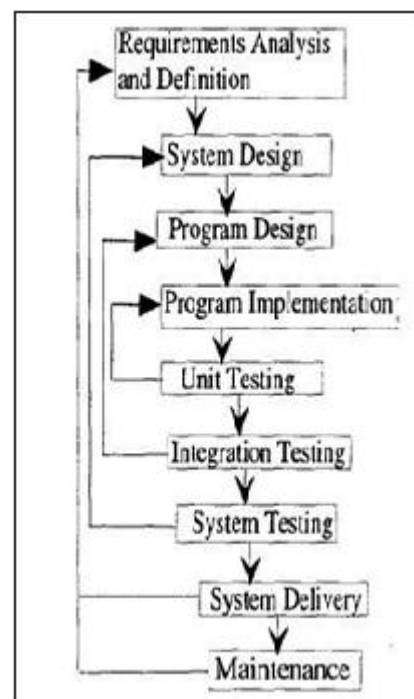 Requirements Analysis
and Definition
System Design
Program Design
Program Implementation
Unit Testing
Integration Testing
System Testing
System Delivery
Maintenance